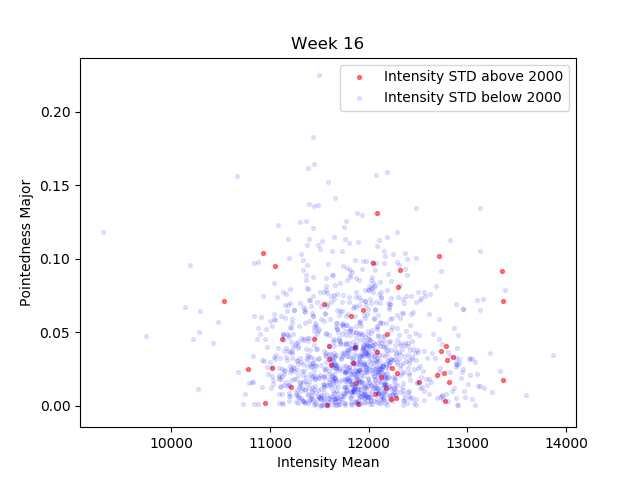 Week 16
Intensity STD above 2000
Intensity STD below 2000
Pointedness Major
0.20
0.15
0.10
0.05
0.00
10000 11000 12000 13000 14000
Intensity Mean